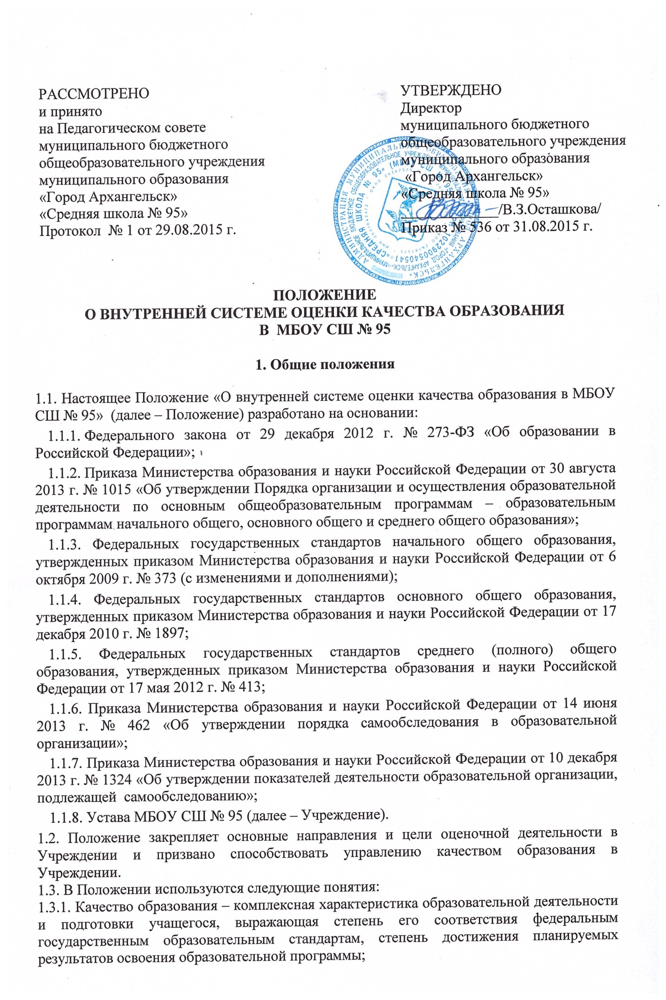 РАССМОТРЕНО
и принято
на Педагогическом совете
муниципального бюджетного
общеобразовательного учреждения
муниципального образования
«Город Архангельск»
«Средняя школа № 95»
Протокол № 1 от 29.08.2015 г.
УТВЕРЖДЕНО
Директор
муниципального бюджетного
общеобразовательного учреждения
муниципального образования
«Город Архангельск»
«Средняя школа № 95»
/В.З.Осташкова/
Приказ № 536 от 31.08.2015 г.
ПОЛОЖЕНИЕ
О ВНУТРЕННЕЙ СИСТЕМЕ ОЦЕНКИ КАЧЕСТВА ОБРАЗОВАНИЯ
В МБОУ СШ № 95
1. Общие положения
1.1. Настоящее Положение «О внутренней системе оценки качества образования в МБОУ
СШ № 95» (далее – Положение) разработано на основании:
1.1.1. Федерального закона от 29 декабря 2012 г. № 273-ФЗ «Об образовании в
Российской Федерации»;
1.1.2. Приказа Министерства образования и науки Российской Федерации от 30 августа
2013 г. № 1015 «Об утверждении Порядка организации и осуществления образовательной
деятельности по основным общеобразовательным программам – образовательным
программам начального общего, основного общего и среднего общего образования»;
1.1.3. Федеральных государственных стандартов начального общего образования,
утвержденных приказом Министерства образования и науки Российской Федерации от 6
октября 2009 г. № 373 (с изменениями и дополнениями);
1.1.4. Федеральных государственных стандартов основного общего образования,
утвержденных приказом Министерства образования и науки Российской Федерации от 17
декабря 2010 г. № 1897;
1.1.5. Федеральных государственных стандартов среднего (полного) общего
образования, утвержденных приказом Министерства образования и науки Российской
Федерации от 17 мая 2012 г. № 413;
1.1.6. Приказа Министерства образования и науки Российской Федерации от 14 июня
2013 г. № 462 «Об утверждении порядка самообследования в образовательной
организации»;
1.1.7. Приказа Министерства образования и науки Российской Федерации от 10 декабря
2013 г. № 1324 «Об утверждении показателей деятельности образовательной организации,
подлежащей самообследованию»;
1.1.8. Устава МБОУ СШ № 95 (далее – Учреждение).
1.2. Положение закрепляет основные направления и цели оценочной деятельности в
Учреждении и призвано способствовать управлению качеством образования в
Учреждении.
1.3. В Положении используются следующие понятия:
1.3.1. Качество образования – комплексная характеристика образовательной деятельности
и подготовки учащегося, выражающая степень его соответствия федеральным
государственным образовательным стандартам, степень достижения планируемых
результатов освоения образовательной программы;